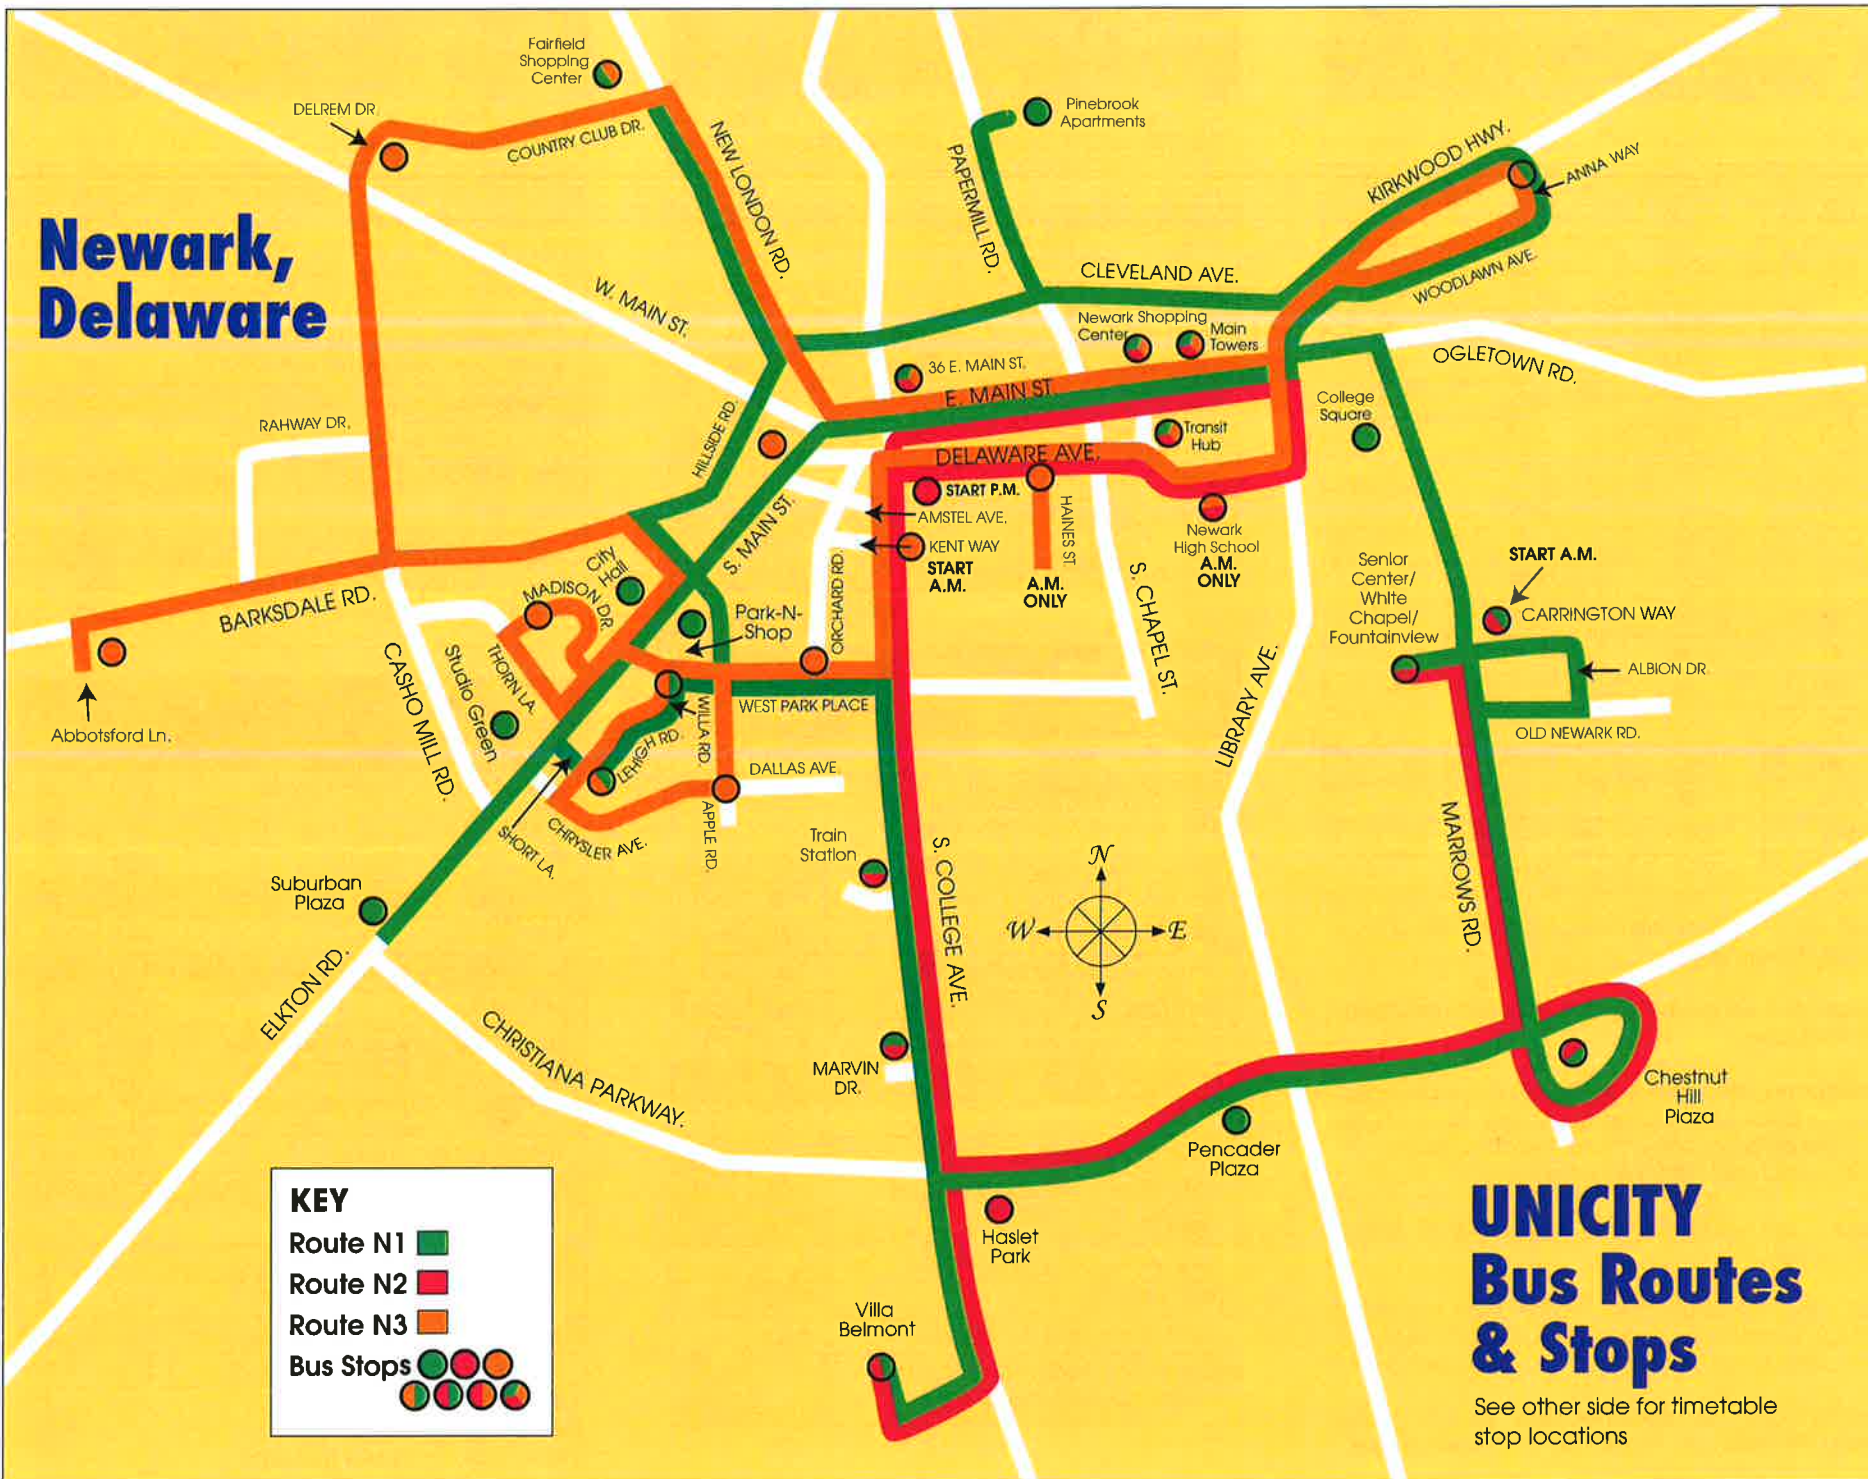 Newark,
Delaware
Fairfield
Shopping
Center
DELREM DR.
COUNTRY CLUB DR.
NEW LONDON RD.
W. MAIN ST.
PAPERMILL RD.
Pinebrook
Apartments
CLEVELAND AVE.
KIRKWOOD HWY.
ANNA WAY
WOODLAWN AVE.
OGLETOWN RD.
Newark Shopping
Center
Main
Towers
36 E. MAIN ST.
E. MAIN ST.
College
Square
Transit
Hub
DELAWARE AVE.
START P.M.
AMSTEL AVE.
KENT WAY
START
A.M.
HAINES ST.
A.M.
ONLY
Newark
High School
A.M.
ONLY
S. CHAPEL ST.
LIBRARY AVE.
RAHWAY DR.
HILLSIDE RD.
S. MAIN ST.
City
Hall
MADISON DR.
Park-N-
Shop
ORCHARD RD.
BARKSDALE RD.
Abbotsford Ln.
CASHO MILL RD.
Studio Green
THORN LA.
WILLA RD.
WEST PARK PLACE
LEHIGH RD.
DALLAS AVE.
APPLE RD.
CHRYSLER AVE.
SHORT LA.
Senior
Center/
White
Chapel/
Fountainview
START A.M.
CARRINGTON WAY
ALBION DR.
OLD NEWARK RD.
MARROWS RD.
Train
Station
S. COLLEGE AVE.
N
W
E
S
Suburban
Plaza
ELKTON RD.
CHRISTIANA PARKWAY.
MARVIN
DR.
Chestnut
Hill
Plaza
Pencader
Plaza
Haslet
Park
Villa
Belmont
KEY
Route N1
Route N2
Route N3
Bus Stops
UNICITY
Bus Routes
& Stops
See other side for timetable
stop locations